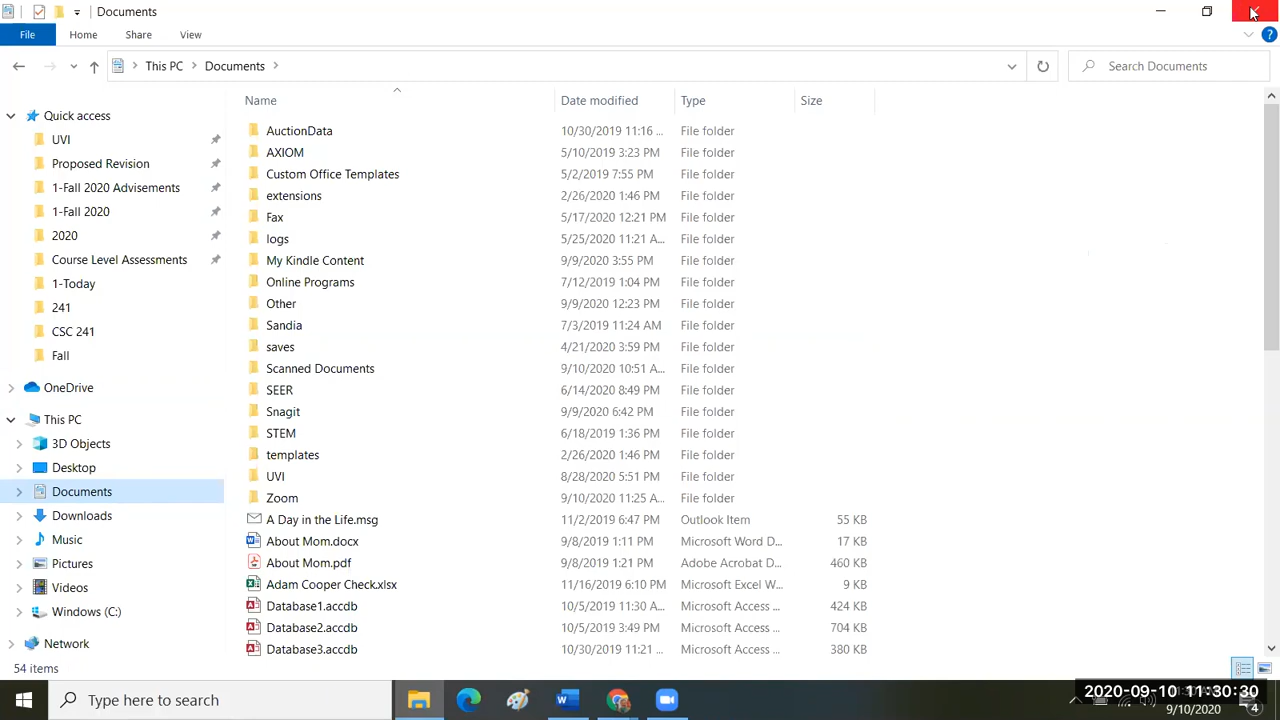 Documents
File Home Share View
This PC Documents
Search Documents
Name Date modified Type Size
Quick access
UVI
Proposed Revision
1-Fall 2020 Advisements
1-Fall 2020
2020
Course Level Assessments
1-Today
241
CSC 241
Fall
OneDrive
This PC
3D Objects
Desktop
Documents
Downloads
Music
Pictures
Videos
Windows (C:)
Network
AuctionData 10/30/2019 11:16 ... File folder
AXIOM 5/10/2019 3:23 PM File folder
Custom Office Templates 5/2/2019 7:55 PM File folder
extensions 2/26/2020 1:46 PM File folder
Fax 5/17/2020 12:21 PM File folder
logs 5/25/2020 11:21 A... File folder
My Kindle Content 9/9/2020 3:55 PM File folder
Online Programs 7/12/2019 1:04 PM File folder
Other 9/9/2020 12:23 PM File folder
Sandia 7/3/2019 11:24 AM File folder
saves 4/21/2020 3:59 PM File folder
Scanned Documents 9/10/2020 10:51 A... File folder
SEER 6/14/2020 8:49 PM File folder
Snagit 9/9/2020 6:42 PM File folder
STEM 6/18/2019 1:36 PM File folder
templates 2/26/2020 1:46 PM File folder
UVI 8/28/2020 5:51 PM File folder
Zoom 9/10/2020 11:25 A... File folder
A Day in the Life.msg 11/2/2019 6:47 PM Outlook Item 55 KB
About Mom.docx 9/8/2019 1:11 PM Microsoft Word D... 17 KB
About Mom.pdf 9/8/2019 1:21 PM Adobe Acrobat D... 460 KB
Adam Cooper Check.xlsx 11/16/2019 6:10 PM Microsoft Excel W... 9 KB
Database1.accdb 10/5/2019 11:30 A... Microsoft Access ... 424 KB
Database2.accdb 10/5/2019 3:49 PM Microsoft Access ... 704 KB
Database3.accdb 10/30/2019 11:21 ... Microsoft Access ... 380 KB
54 items
Type here to search
2020-09-10 11:30:30
9/10/2020
4